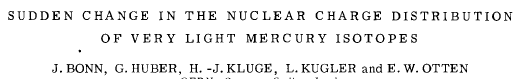 SUDDEN CHANGE IN THE NUCLEAR CHARGE DISTRIBUTION
OF VERY LIGHT MERCURY ISOTOPES
J. BONN, G. HUBER, H. -J. KLUGE, L. KUGLER and E. W. OTTEN